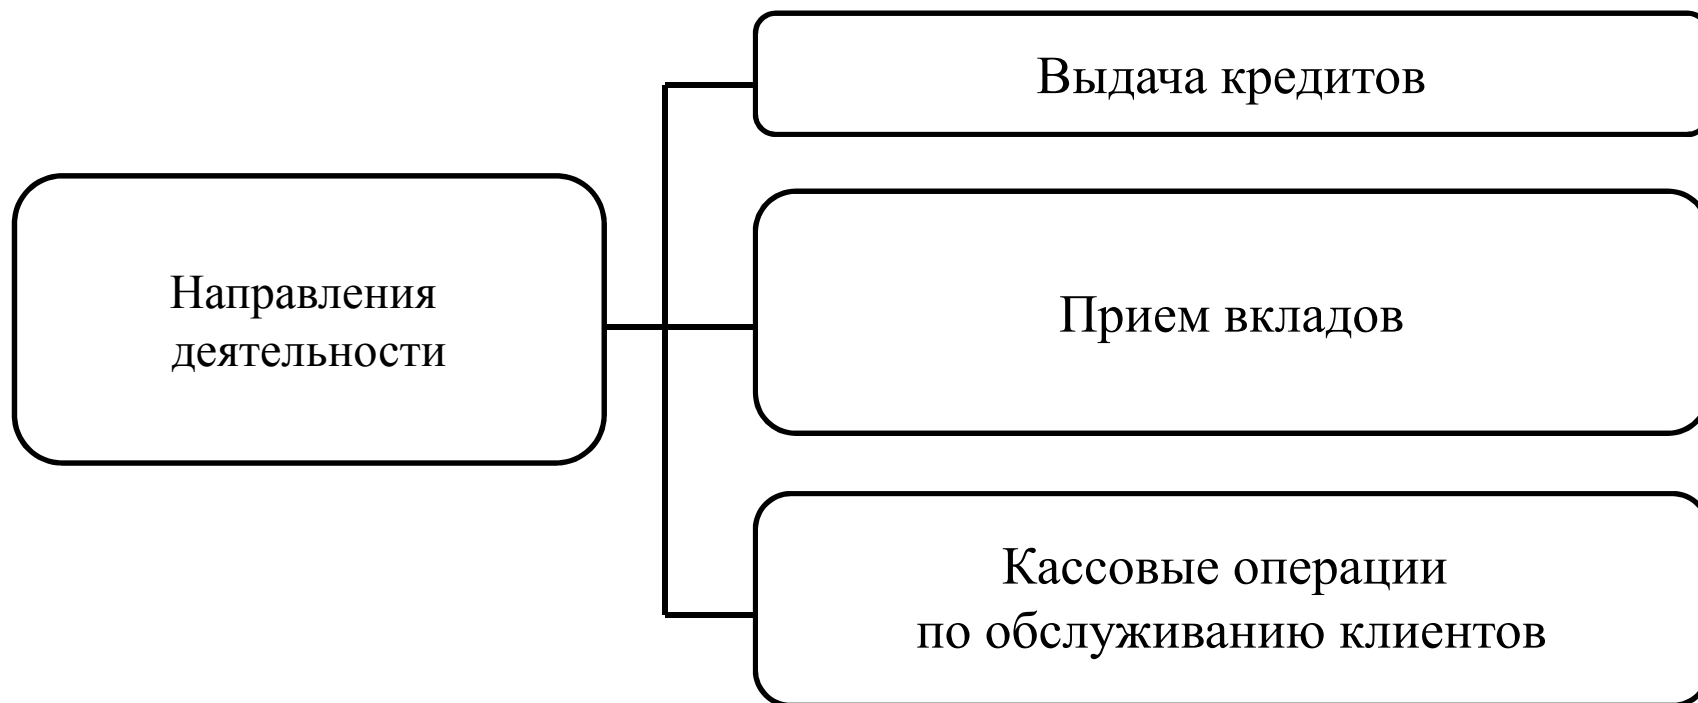 Выдача кредитов
Направления
деятельности
Прием вкладов
Кассовые операции
по обслуживанию клиентов